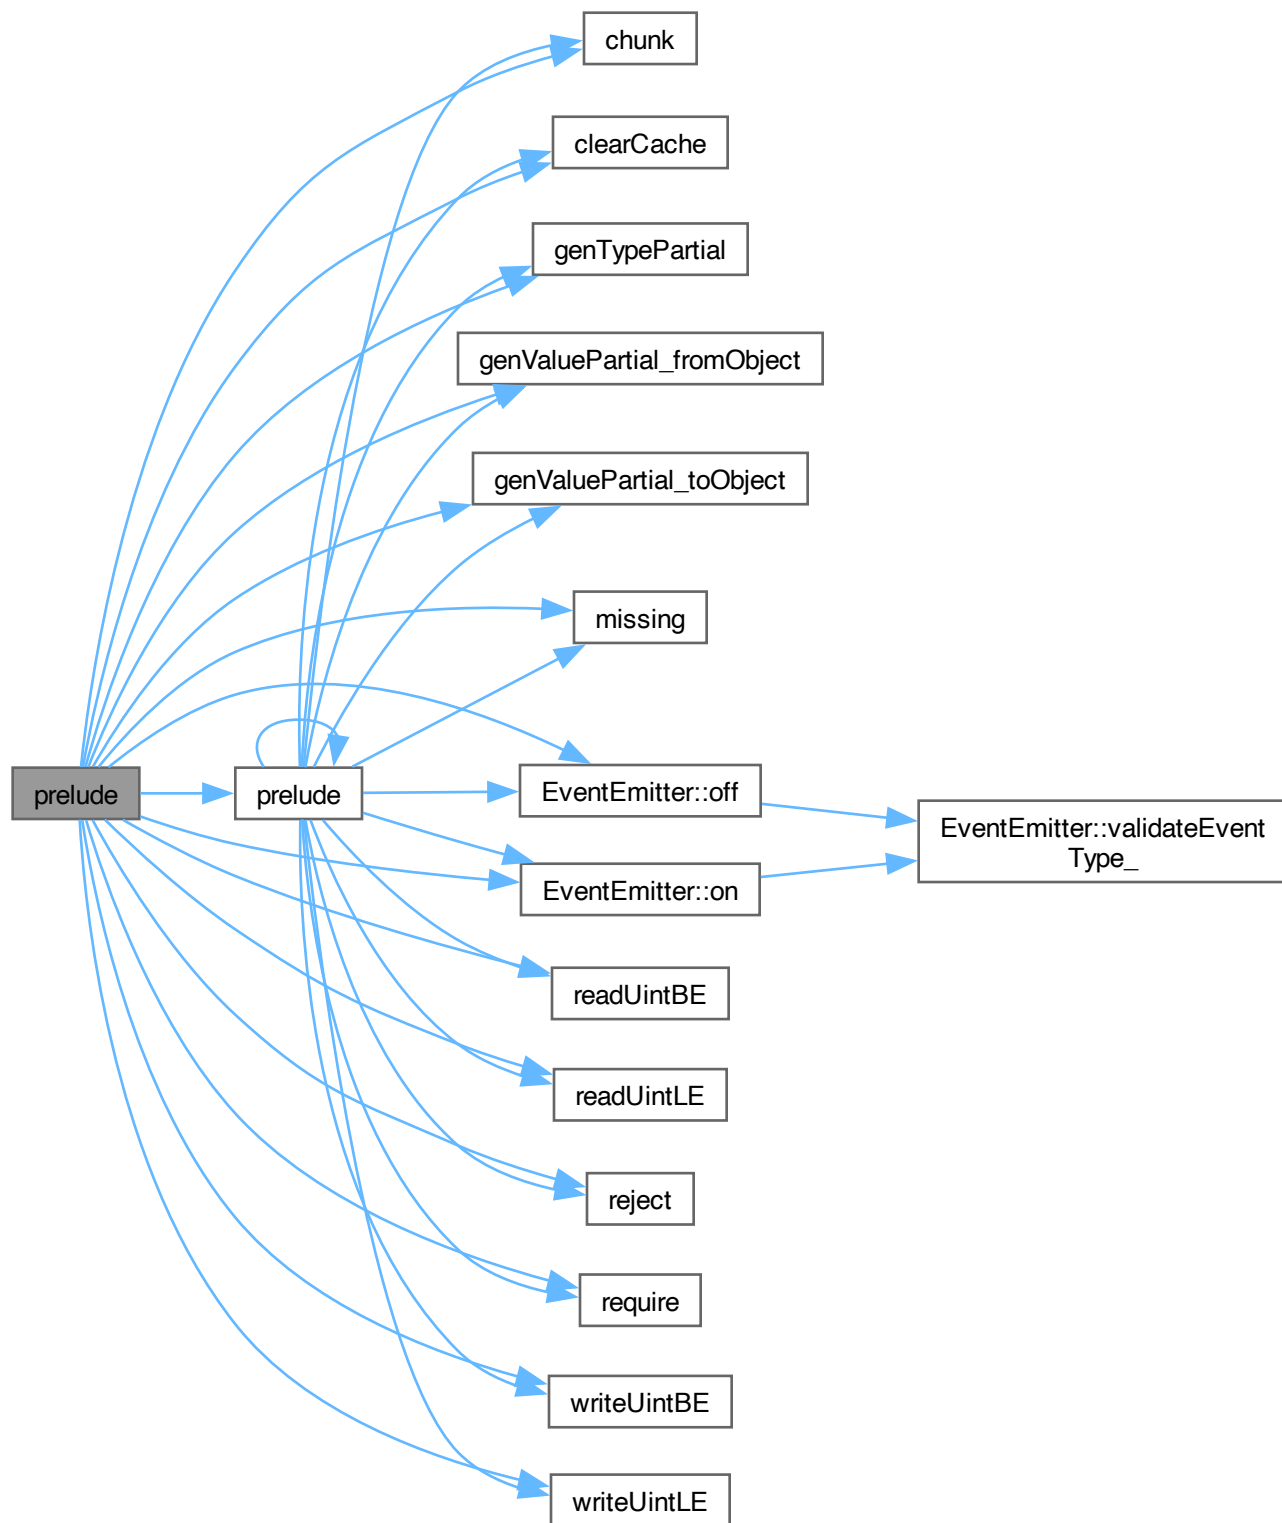 chunk
clearCache
genTypePartial
genValuePartial_fromObject
genValuePartial_toObject
missing
prelude
prelude
EventEmitter::off
EventEmitter::validateEvent
Type_
EventEmitter::on
readUintBE
readUintLE
reject
require
writeUintBE
writeUintLE